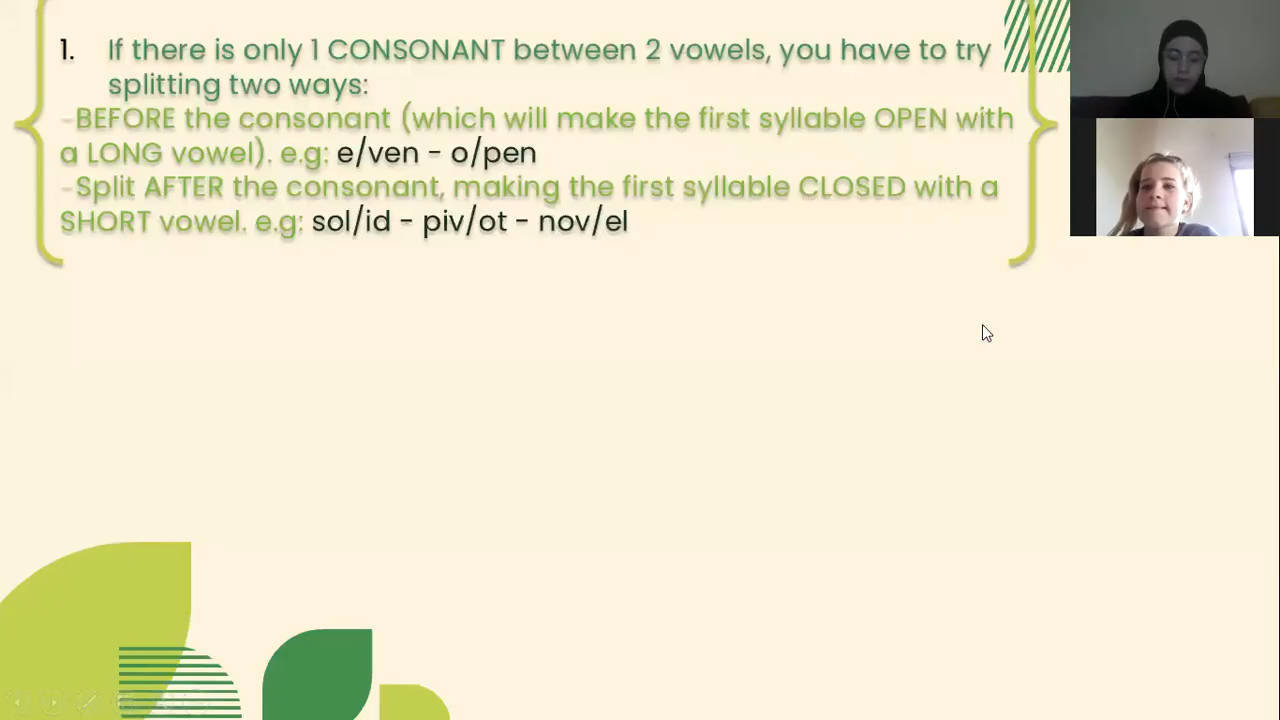 1. If there is only 1 CONSONANT between 2 vowels, you have to try
splitting two ways:
-BEFORE the consonant (which will make the first syllable OPEN with
a LONG vowel). e.g: e/ven - o/pen
-Split AFTER the consonant, making the first syllable CLOSED with a
SHORT vowel. e.g: sol/id - piv/ot - nov/el